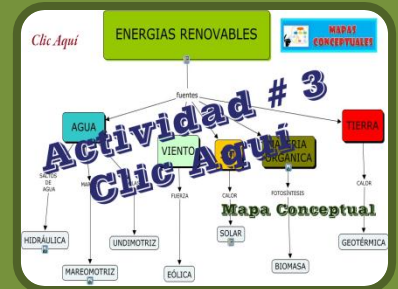 Clic Aquí
ENERGIAS RENOVABLES
MAPAS
CONCEPTUALES
fuentes
Actividad # 3
Clic Aquí
AGUA
VIENTO
ORGÁNICA
TIERRA
SALTOS
DE
AGUA
FUERZA
CALOR
FOTOSÍNTESIS
CALOR
Mapa Conceptual
HIDRÁULICA
UNDIMOTRIZ
SOLAR
GEOTÉRMICA
MAREOMOTRIZ
EÓLICA
BIOMASA